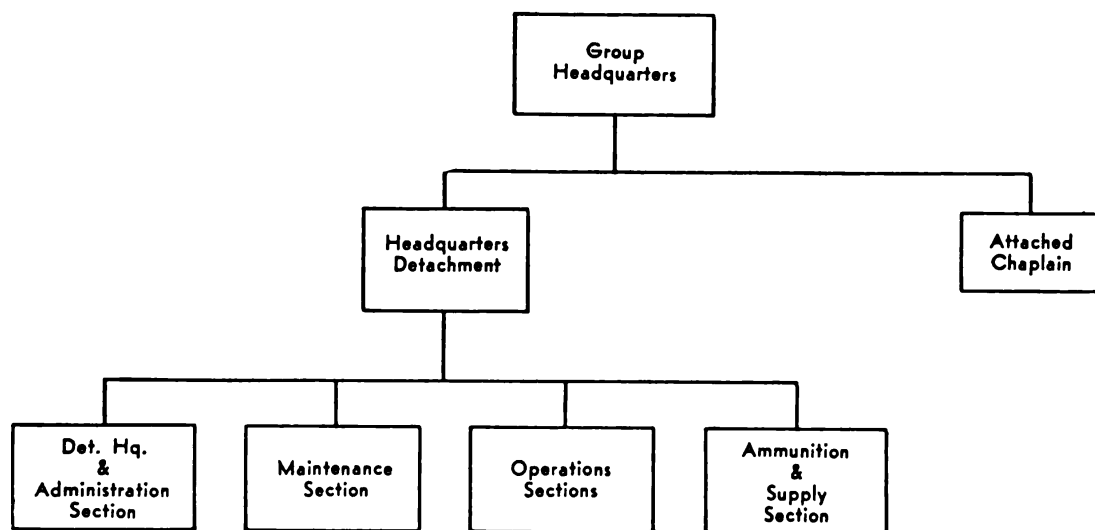 Group
Headquarters
Headquarters
Detachment
Attached
Chaplain
Det. Hq.
&
Administration
Section
Maintenance
Section
Operations
Sections
Ammunition
&
Supply
Section